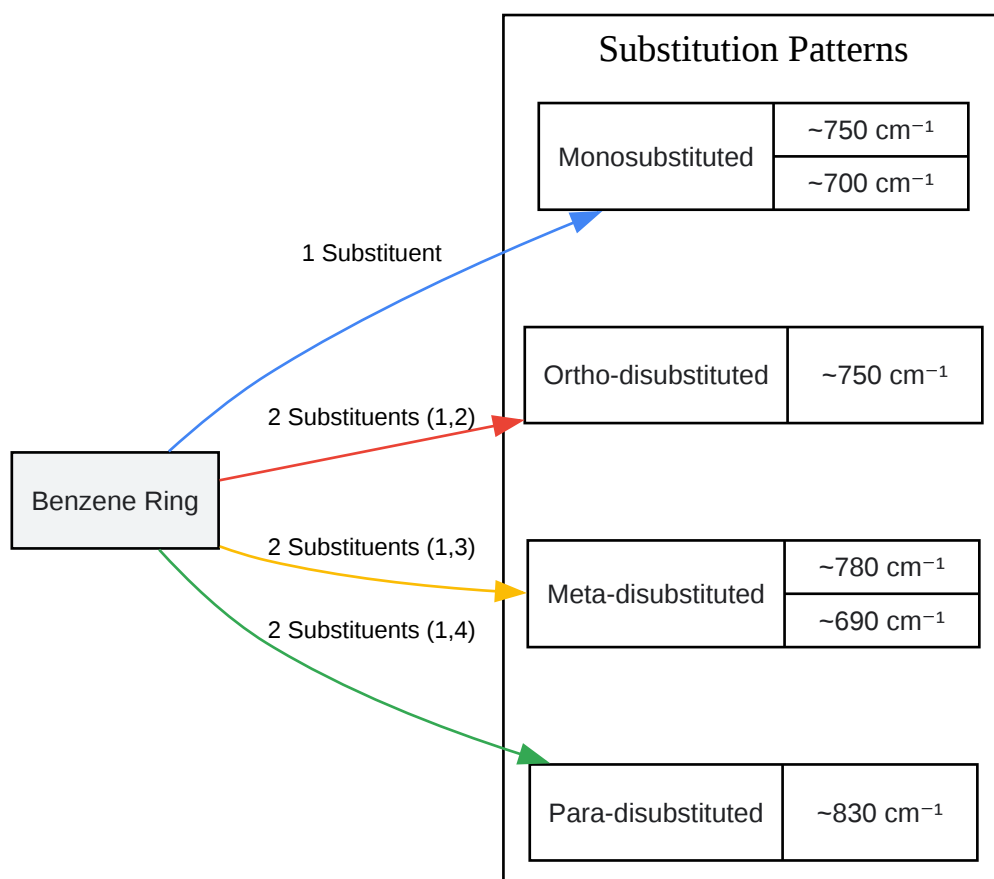 Substitution Patterns
Monosubstituted
~750 cm⁻¹
~700 cm⁻¹
1 Substituent
Ortho-disubstituted
~750 cm⁻¹
2 Substituents (1,2)
Benzene Ring
2 Substituents (1,3)
Meta-disubstituted
~780 cm⁻¹
~690 cm⁻¹
2 Substituents (1,4)
Para-disubstituted
~830 cm⁻¹